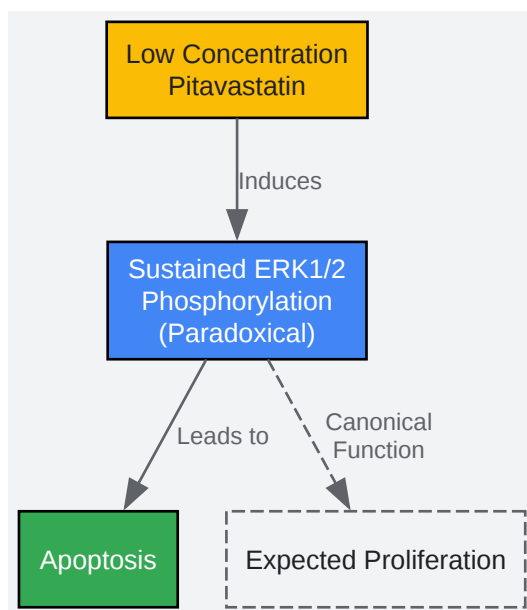 Low Concentration
Pitavastatin
Induces
Sustained ERK1/2
Phosphorylation
(Paradoxical)
Leads to
Canonical
Function
Apoptosis
Expected Proliferation